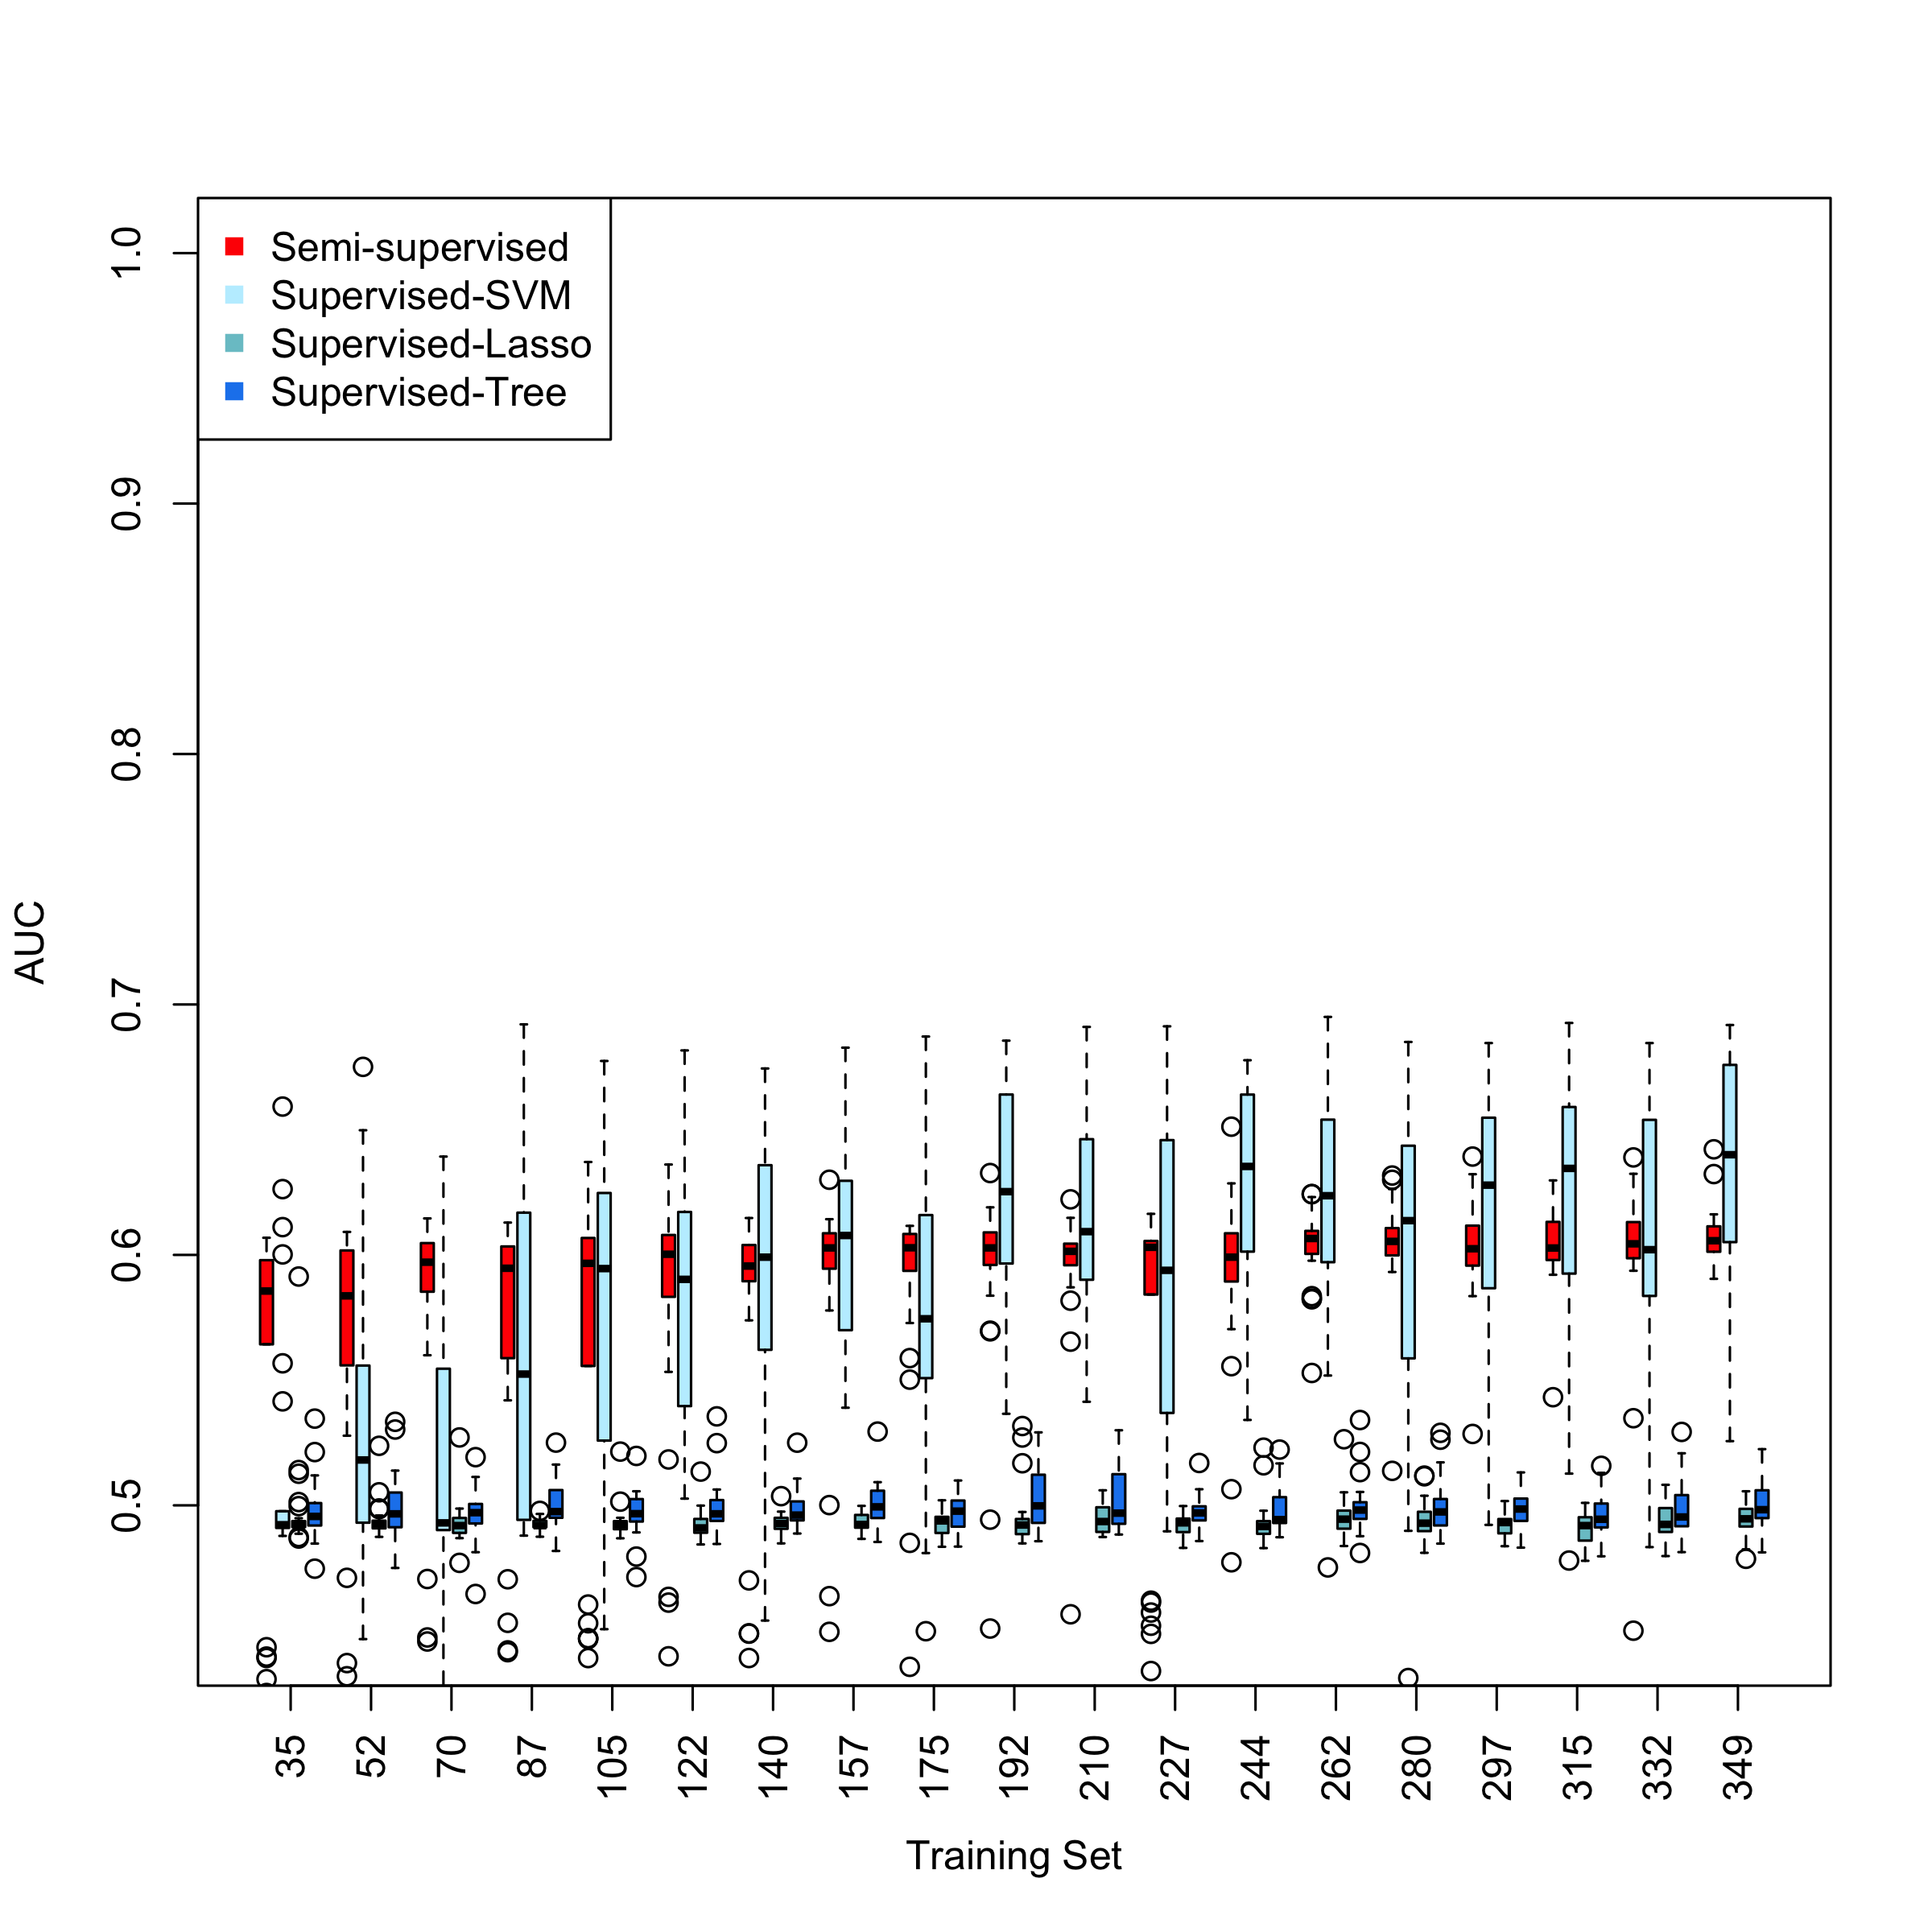 Semi-supervised
Supervised-SVM
Supervised-Lasso
Supervised-Tree
1.0
0.9
0.8
0.7
0.6
0.5
AUC
35 52 70 87 105 122 140 157 175 192 210 227 244 262 280 297 315 332 349
Training Set